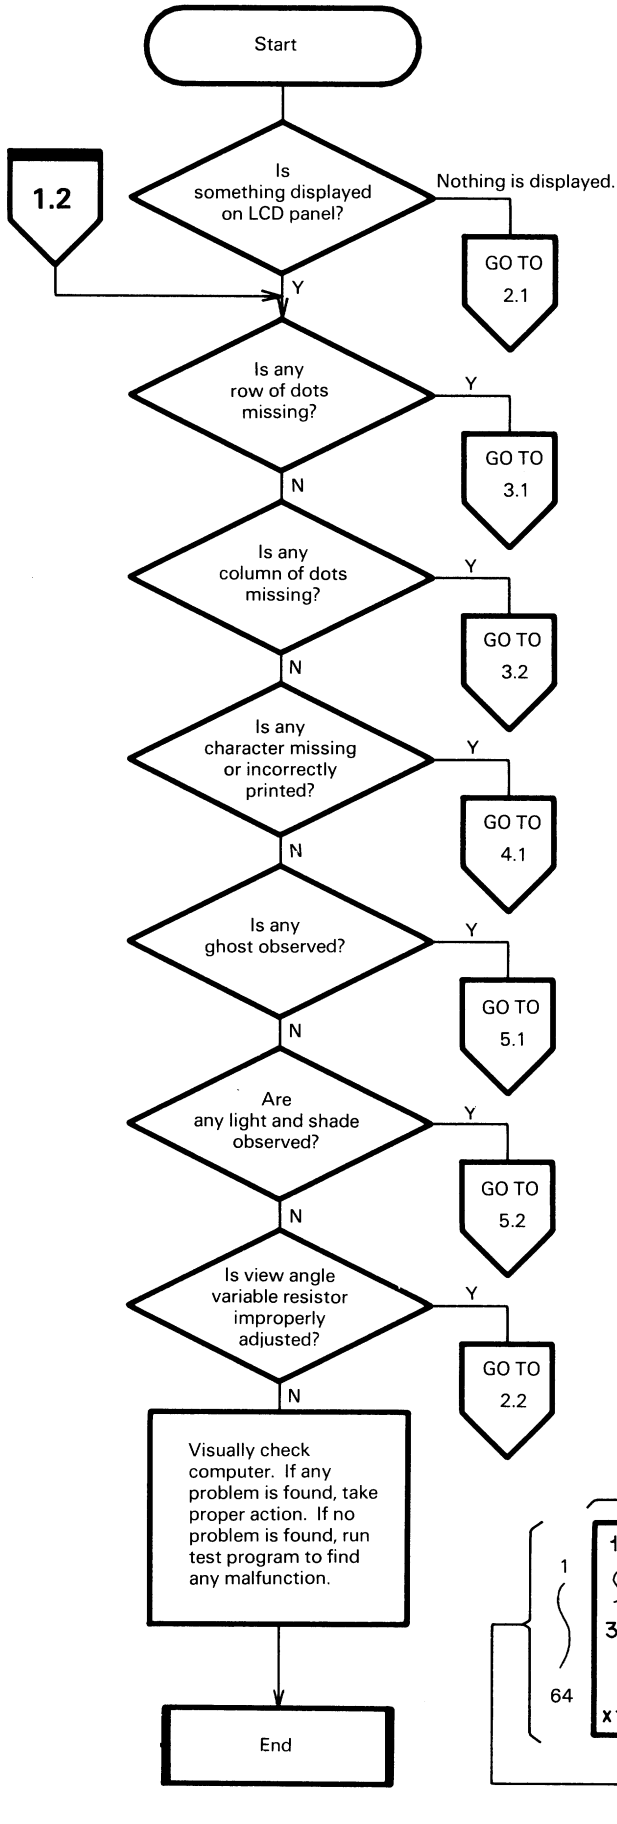 Start
Is
something displayed
on LCD panel?
Nothing is displayed.
1.2
GO TO
2.1
Y
Is any
row of dots
missing?
Y
GO TO
3.1
N
Is any
column of dots
missing?
Y
GO TO
3.2
N
Is any
character missing
or incorrectly
printed?
Y
GO TO
4.1
N
Is any
ghost observed?
Y
GO TO
5.1
N
Are
any light and shade
observed?
Y
GO TO
5.2
N
Is view angle
variable resistor
improperly
adjusted?
Y
GO TO
2.2
N
Visually check
computer. If any
problem is found, take
proper action. If no
problem is found, run
test program to find
any malfunction.
End
1
64
3
x